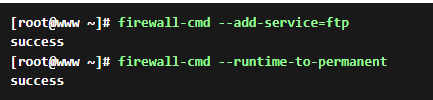 [root@www ~]# firewall-cmd --add-service=ftp
success
[root@www ~]# firewall-cmd --runtime-to-permanent
success